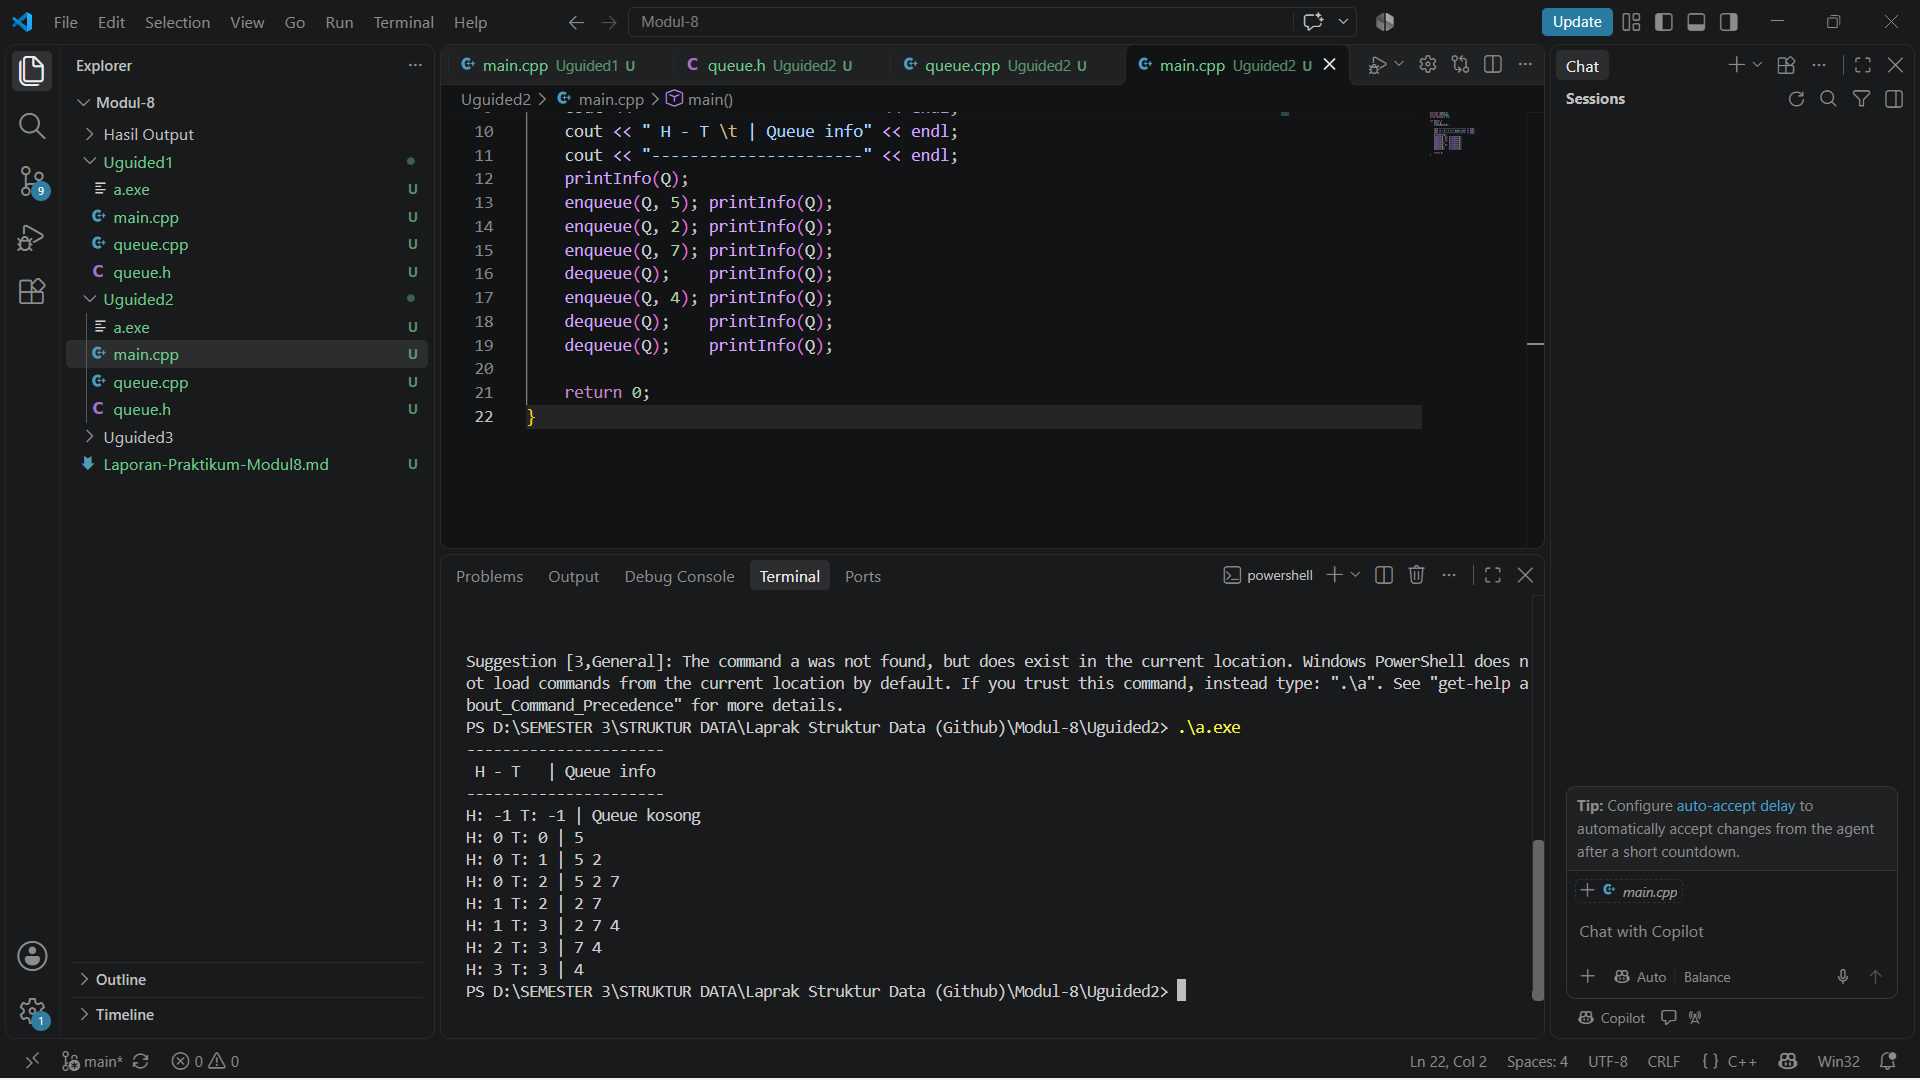 File Edit Selection View Go Run Terminal Help
Modul-8
Update
Explorer
Modul-8
Hasil Output
Uguided1
a.exe U
main.cpp U
queue.cpp U
queue.h U
Uguided2
a.exe U
main.cpp U
queue.cpp U
queue.h U
Uguided3
Laporan-Praktikum-Modul8.md U
Outline
Timeline
9
1
main.cpp Uguided1 U
queue.h Uguided2 U
queue.cpp Uguided2 U
main.cpp Uguided2 U
Uguided2 > main.cpp > main()
10 cout << " H - T \t | Queue info" << endl;
11 cout << "----------------------" << endl;
12 printInfo(Q);
13 enqueue(Q, 5); printInfo(Q);
14 enqueue(Q, 2); printInfo(Q);
15 enqueue(Q, 7); printInfo(Q);
16 dequeue(Q);    printInfo(Q);
17 enqueue(Q, 4); printInfo(Q);
18 dequeue(Q);    printInfo(Q);
19 dequeue(Q);    printInfo(Q);
20
21 return 0;
22 }
Problems Output Debug Console Terminal Ports
powershell
Suggestion [3,General]: The command a was not found, but does exist in the current location. Windows PowerShell does n
ot load commands from the current location by default. If you trust this command, instead type: ".\a". See "get-help a
bout_Command_Precedence" for more details.
PS D:\SEMESTER 3\STRUKTUR DATA\Laprak Struktur Data (Github)\Modul-8\Uguided2> .\a.exe
----------------------
 H - T   | Queue info
----------------------
H: -1 T: -1 | Queue kosong
H: 0 T: 0 | 5
H: 0 T: 1 | 5 2
H: 0 T: 2 | 5 2 7
H: 1 T: 2 | 2 7
H: 1 T: 3 | 2 7 4
H: 2 T: 3 | 7 4
H: 3 T: 3 | 4
PS D:\SEMESTER 3\STRUKTUR DATA\Laprak Struktur Data (Github)\Modul-8\Uguided2>
Chat
Sessions
Tip: Configure auto-accept delay to
automatically accept changes from the agent
after a short countdown.
main.cpp
Chat with Copilot
Auto Balance
Copilot
main* 0 0
Ln 22, Col 2 Spaces: 4 UTF-8 CRLF { } C++ Win32